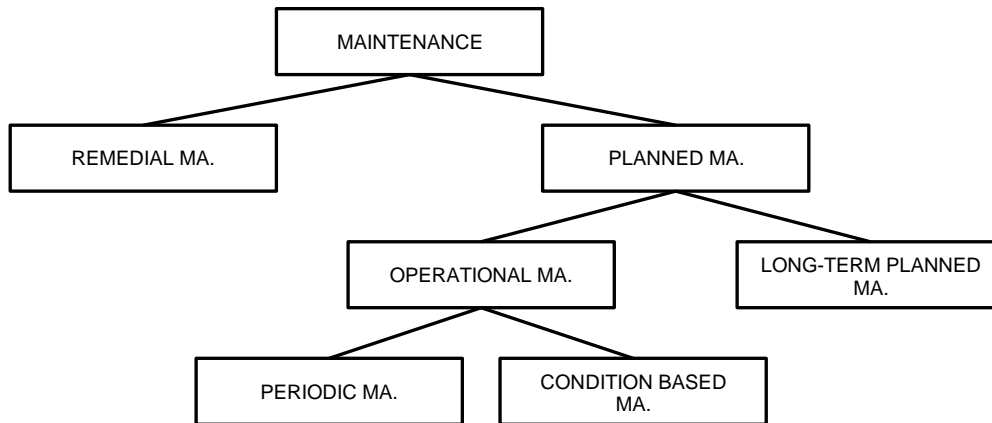 MAINTENANCE
REMEDIAL MA.
PLANNED MA.
OPERATIONAL MA.
LONG-TERM PLANNED
MA.
PERIODIC MA.
CONDITION BASED
MA.